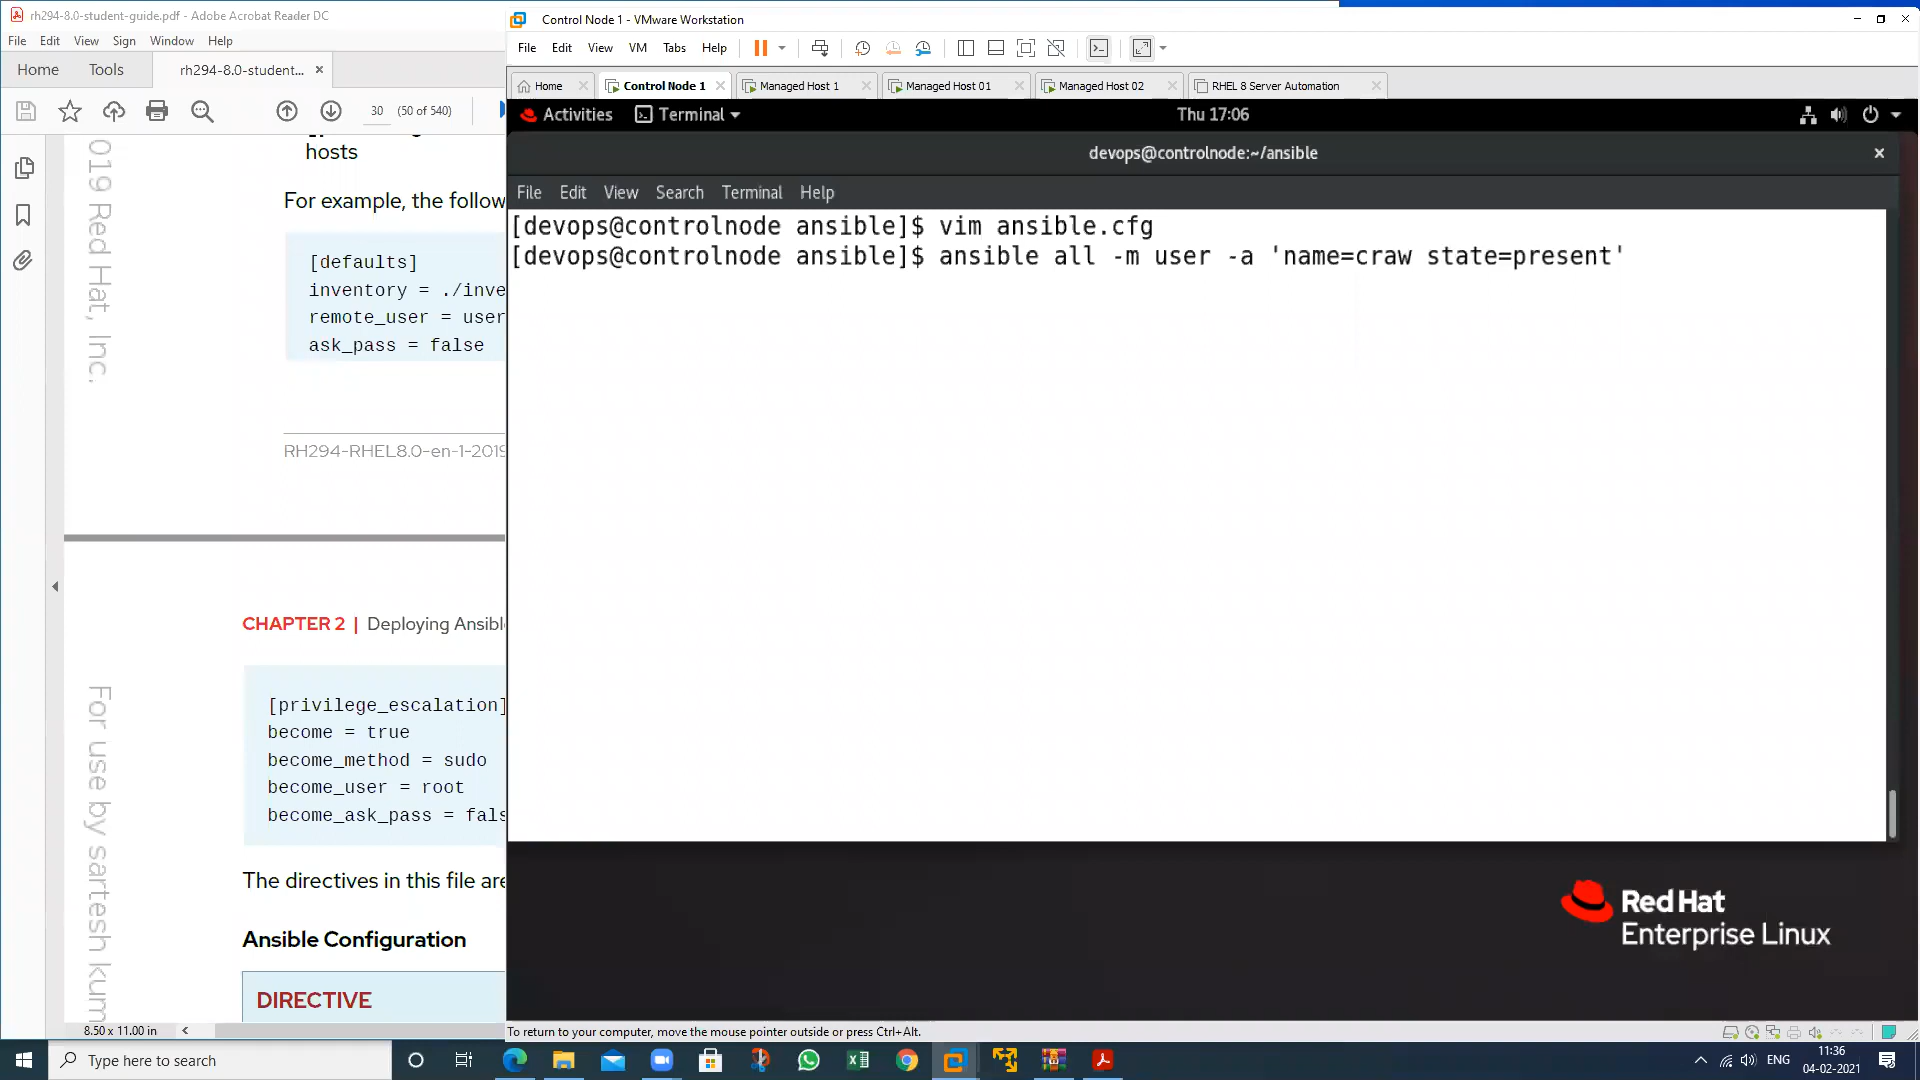 rh294-8.0-student-guide.pdf - Adobe Acrobat Reader DC
File Edit View Sign Window Help
Home Tools rh294-8.0-student... ×
30 (50 of 540)
hosts
For example, the follow
[defaults]
inventory = ./inve
remote_user = user
ask_pass = false
RH294-RHEL8.0-en-1-2019
019 Red Hat, Inc.
CHAPTER 2 | Deploying Ansibl
[privilege_escalation]
become = true
become_method = sudo
become_user = root
become_ask_pass = fals
The directives in this file are
Ansible Configuration
DIRECTIVE
For use by sartesh kum
8.50 x 11.00 in
Control Node 1 - VMware Workstation
File Edit View VM Tabs Help
Home Control Node 1 Managed Host 1 Managed Host 01 Managed Host 02 RHEL 8 Server Automation
Activities Terminal Thu 17:06
devops@controlnode:~/ansible
File Edit View Search Terminal Help
[devops@controlnode ansible]$ vim ansible.cfg
[devops@controlnode ansible]$ ansible all -m user -a 'name=craw state=present'
Red Hat
Enterprise Linux
To return to your computer, move the mouse pointer outside or press Ctrl+Alt.
Type here to search
ENG
11:36
04-02-2021